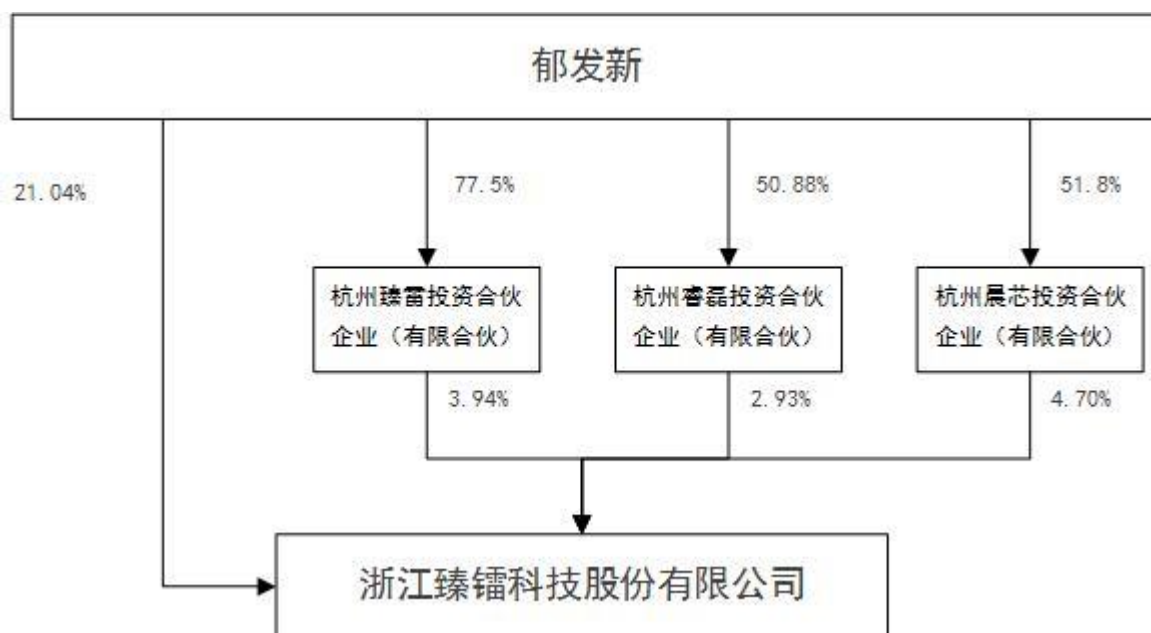 郁发新
21.04%
77.5%
50.88%
51.8%
杭州臻雷投资合伙
企业（有限合伙）
杭州睿磊投资合伙
企业（有限合伙）
杭州晨芯投资合伙
企业（有限合伙）
3.94%
2.93%
4.70%
浙江臻镭科技股份有限公司